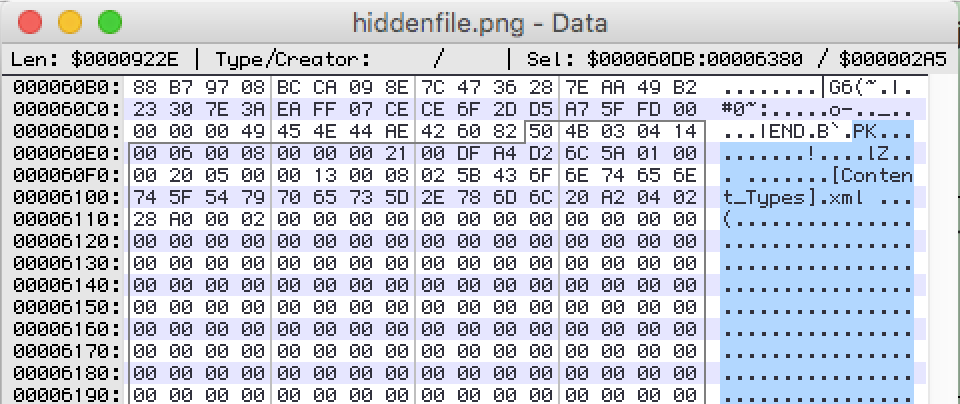 hiddenfile.png - Data
Len: $0000922E | Type/Creator: / | Sel: $000060DB:00006380 / $000002A5
000060B0: 88 B7 97 08 BC CA 09 8E 7C 47 36 28 7E AA 49 B2 ........|G6(~.I.
000060C0: 23 30 7E 3A EA FF 07 CE CE 6F 2D D5 A7 5F FD 00 #0~:.....o-.._..
000060D0: 00 00 00 49 45 4E 44 AE 42 60 82 50 4B 03 04 14 ...IEND.B`.PK...
000060E0: 00 06 00 08 00 00 00 21 00 DF A4 D2 6C 5A 01 00 .......!....lZ..
000060F0: 00 20 05 00 00 13 00 08 02 5B 43 6F 6E 74 65 6E . .......[Conten
00006100: 74 5F 54 79 70 65 73 5D 2E 78 6D 6C 20 A2 04 02 t_Types].xml ...
00006110: 28 A0 00 02 00 00 00 00 00 00 00 00 00 00 00 00 (...............
00006120: 00 00 00 00 00 00 00 00 00 00 00 00 00 00 00 00 ................
00006130: 00 00 00 00 00 00 00 00 00 00 00 00 00 00 00 00 ................
00006140: 00 00 00 00 00 00 00 00 00 00 00 00 00 00 00 00 ................
00006150: 00 00 00 00 00 00 00 00 00 00 00 00 00 00 00 00 ................
00006160: 00 00 00 00 00 00 00 00 00 00 00 00 00 00 00 00 ................
00006170: 00 00 00 00 00 00 00 00 00 00 00 00 00 00 00 00 ................
00006180: 00 00 00 00 00 00 00 00 00 00 00 00 00 00 00 00 ................
00006190: 00 00 00 00 00 00 00 00 00 00 00 00 00 00 00 00 ................